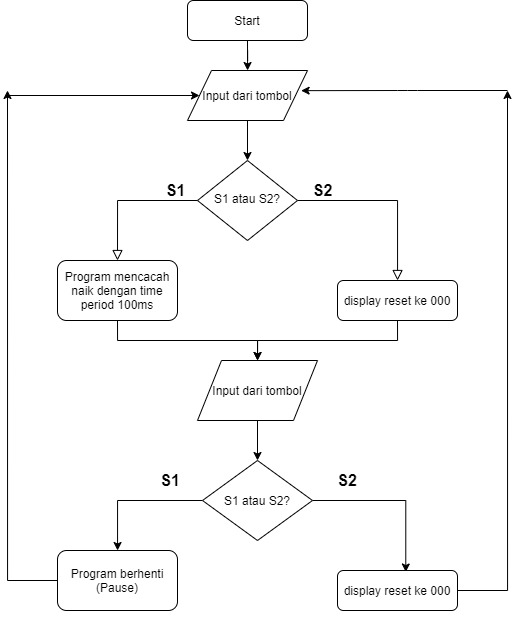 Start
Input dari tombol
S1
S1 atau S2?
S2
Program mencacah
naik dengan time
period 100ms
display reset ke 000
Input dari tombol
S1
S1 atau S2?
S2
Program berhenti
(Pause)
display reset ke 000